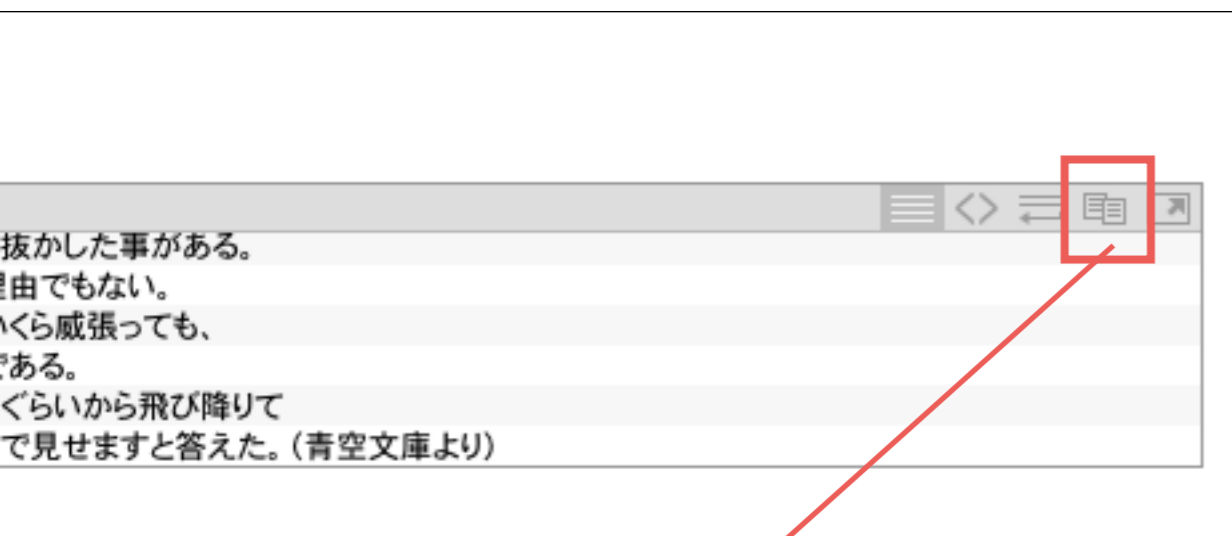 抜かした事がある。
由でもない。
くら威張っても、
である。
ぐらいから飛び降りて
で見せますと答えた。（青空文庫より）